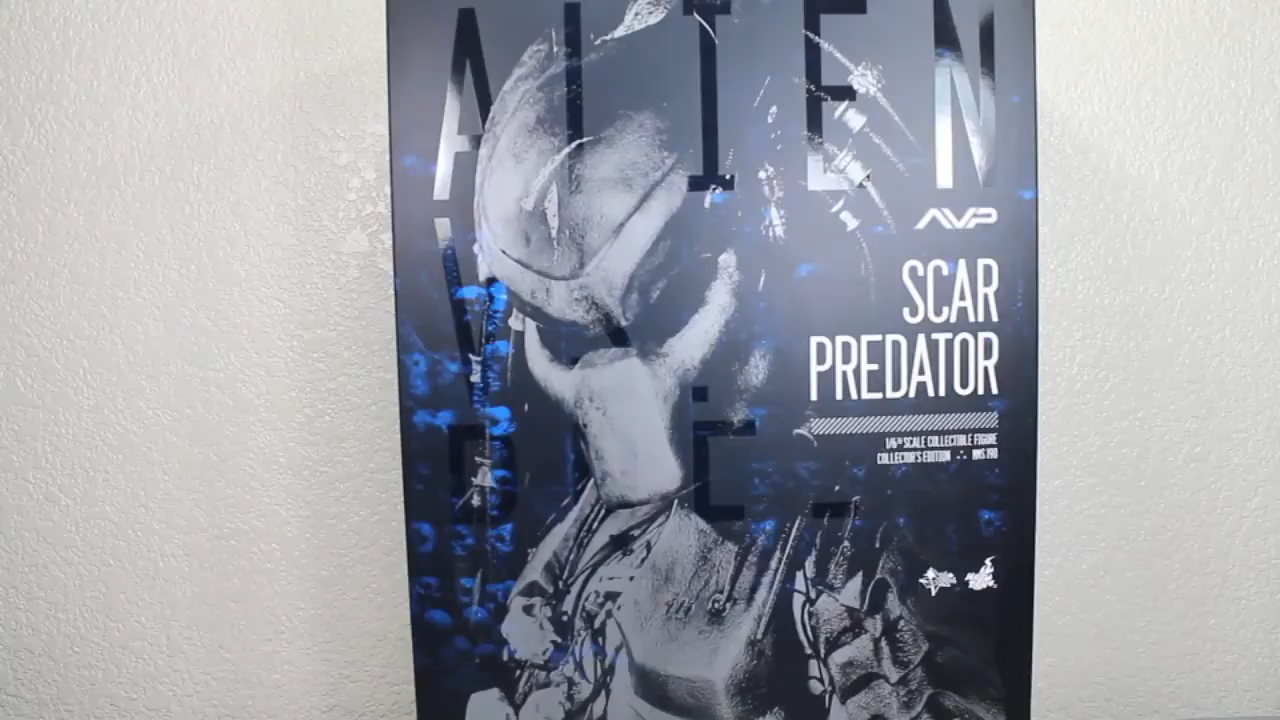 ALIEN
AVP
SCAR
PREDATOR
1/6TH SCALE COLLECTIBLE FIGURE
COLLECTOR'S EDITION MMS 190